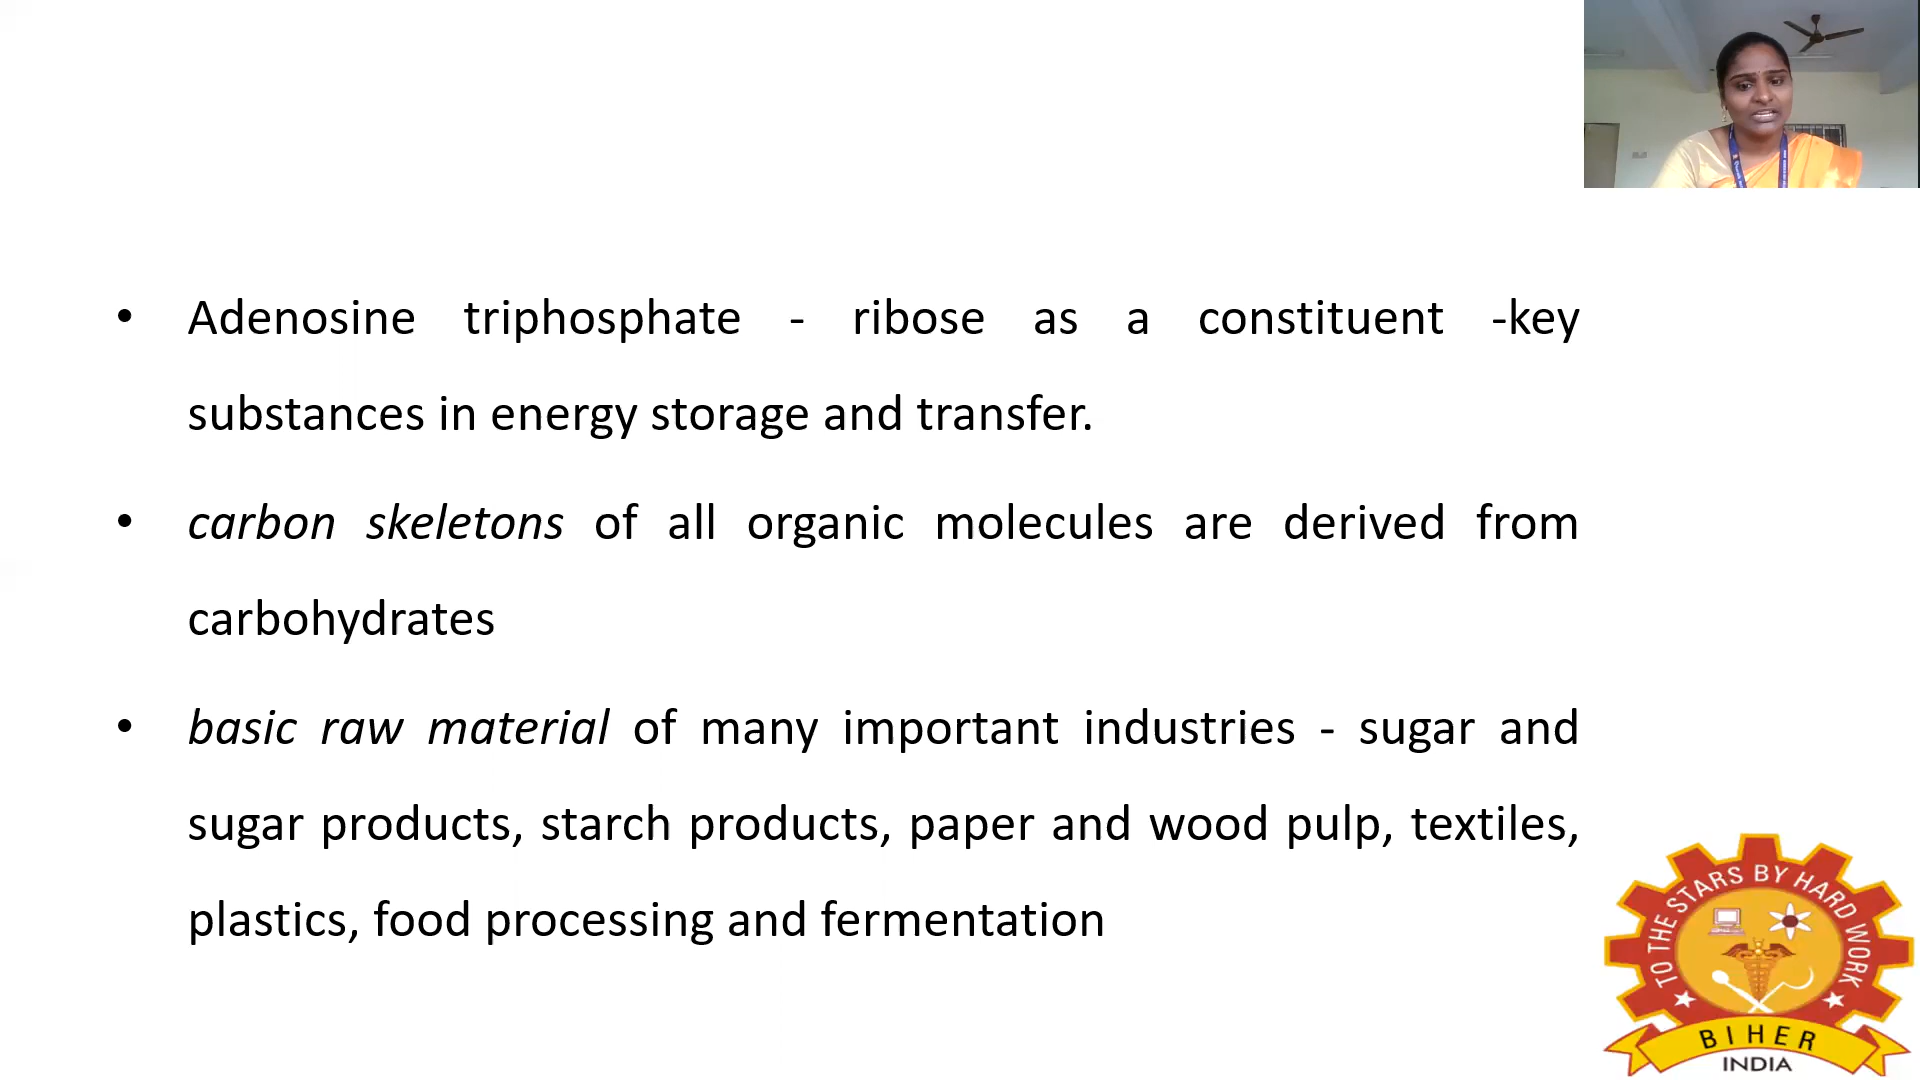 • Adenosine triphosphate - ribose as a constituent -key
substances in energy storage and transfer.
• carbon skeletons of all organic molecules are derived from
carbohydrates
• basic raw material of many important industries - sugar and
sugar products, starch products, paper and wood pulp, textiles,
plastics, food processing and fermentation
TO THE STARS BY HARD WORK
BIHER
INDIA